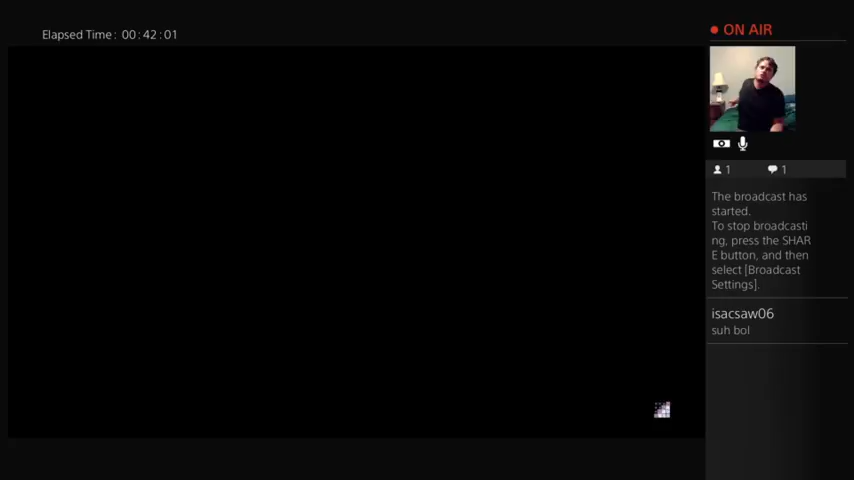 Elapsed Time: 00:42:01
ON AIR
1 1
The broadcast has
started.
To stop broadcasti
ng, press the SHAR
E button, and then
select [Broadcast
Settings].
isacsaw06
suh bol